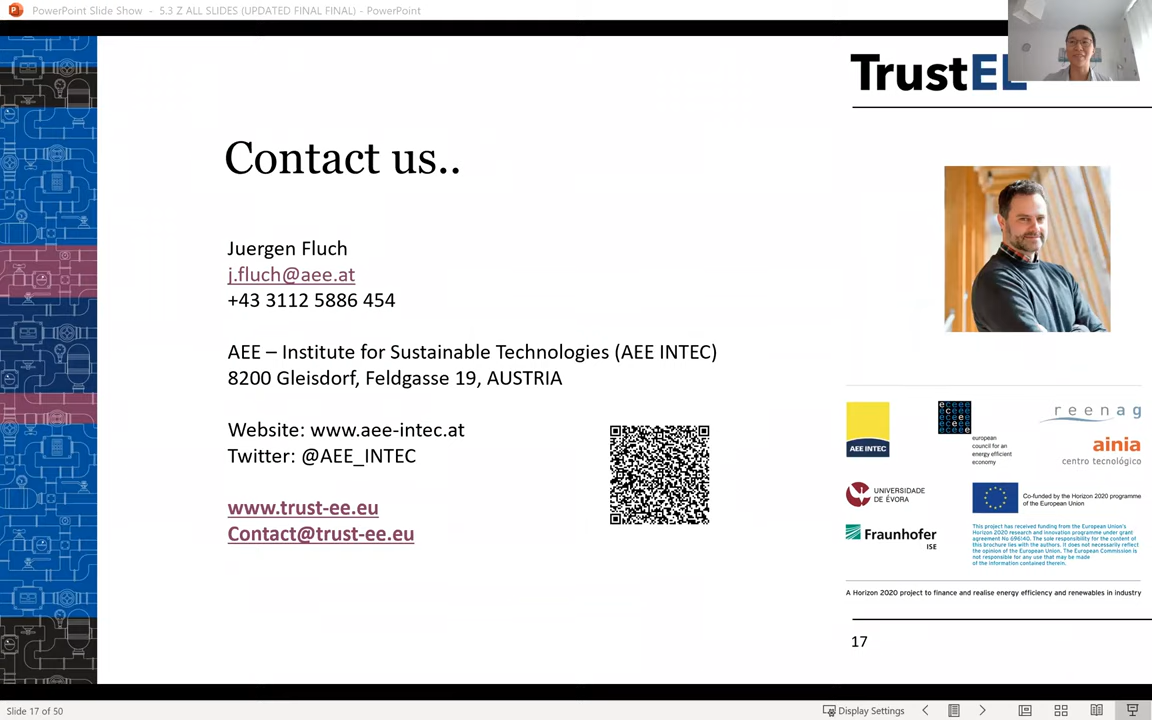 PowerPoint Slide Show - 5.3 Z ALL SLIDES (UPDATED FINAL FINAL) - PowerPoint
Contact us..
Juergen Fluch
j.fluch@aee.at
+43 3112 5886 454
AEE – Institute for Sustainable Technologies (AEE INTEC)
8200 Gleisdorf, Feldgasse 19, AUSTRIA
Website: www.aee-intec.at
Twitter: @AEE_INTEC
www.trust-ee.eu
Contact@trust-ee.eu
TrustEE
AEE INTEC
eceee
european
council for an
energy efficient
economy
reenag
ainia
centro tecnológico
UNIVERSIDADE
DE ÉVORA
Co-funded by the Horizon 2020 programme
of the European Union
Fraunhofer
ISE
This project has received funding from the European Union's
Horizon 2020 research and innovation programme under grant
agreement No 696140. The sole responsibility for the content of
this brochure lies with the authors. It does not necessarily reflect
the opinion of the European Union. The European Commission is
not responsible for any use that may be made
of the information contained therein.
A Horizon 2020 project to finance and realise energy efficiency and renewables in industry
17
Slide 17 of 50
Display Settings